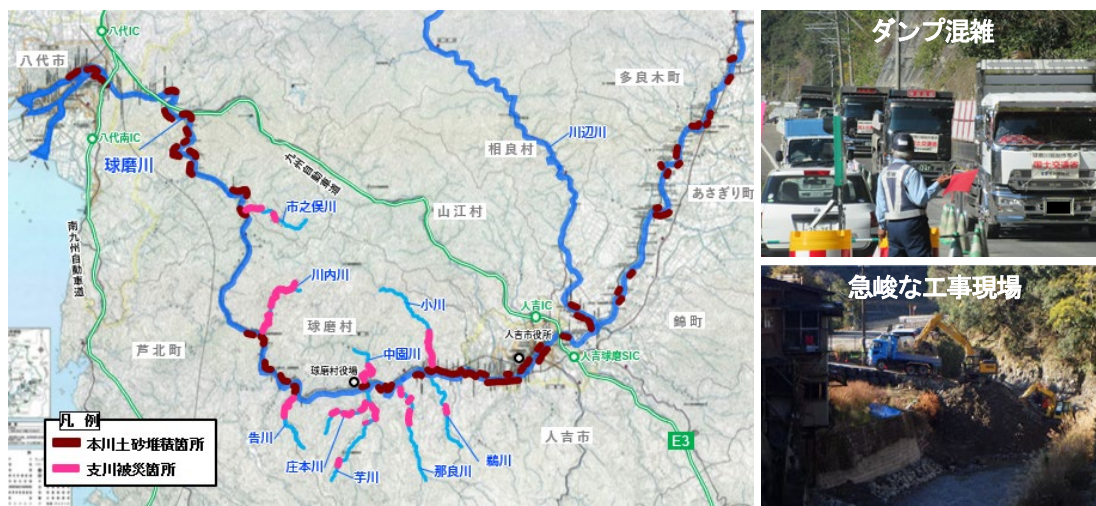 八代IC
八代市
八代南IC
球磨川
九州自動車道
南九州自動車道
多良木町
川辺川
相良村
あさぎり町
山江村
市之俣川
川内川
小川
球磨村
人吉IC
人吉市役所
錦町
芦北町
球磨村役場
中園川
人吉球磨SIC
凡 例
本川土砂堆積箇所
支川被災箇所
告川
庄本川
芋川
那良川
鵜川
人吉市
E3
ダンプ混雑
国土交通省
急峻な工事現場